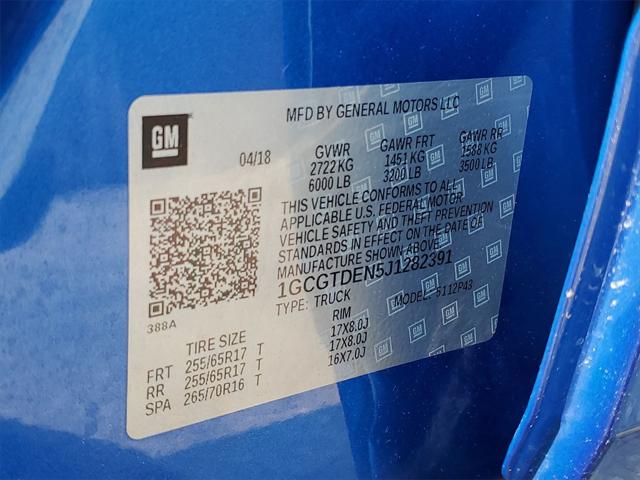 MFD BY GENERAL MOTORS LLC
GM
04/18
GVWR GAWR FRT GAWR RR
2722 KG 1451 KG 1588 KG
6000 LB 3200 LB 3500 LB
THIS VEHICLE CONFORMS TO ALL
APPLICABLE U.S. FEDERAL MOTOR
VEHICLE SAFETY AND THEFT PREVENTION
STANDARDS IN EFFECT ON THE DATE OF
MANUFACTURE SHOWN ABOVE.
1GCGTDEN5J1282391
TYPE: TRUCK MODEL: 5112P43
388A
TIRE SIZE RIM
FRT 255/65R17 T 17X8.0J
RR 255/65R17 T 17X8.0J
SPA 265/70R16 T 16X7.0J